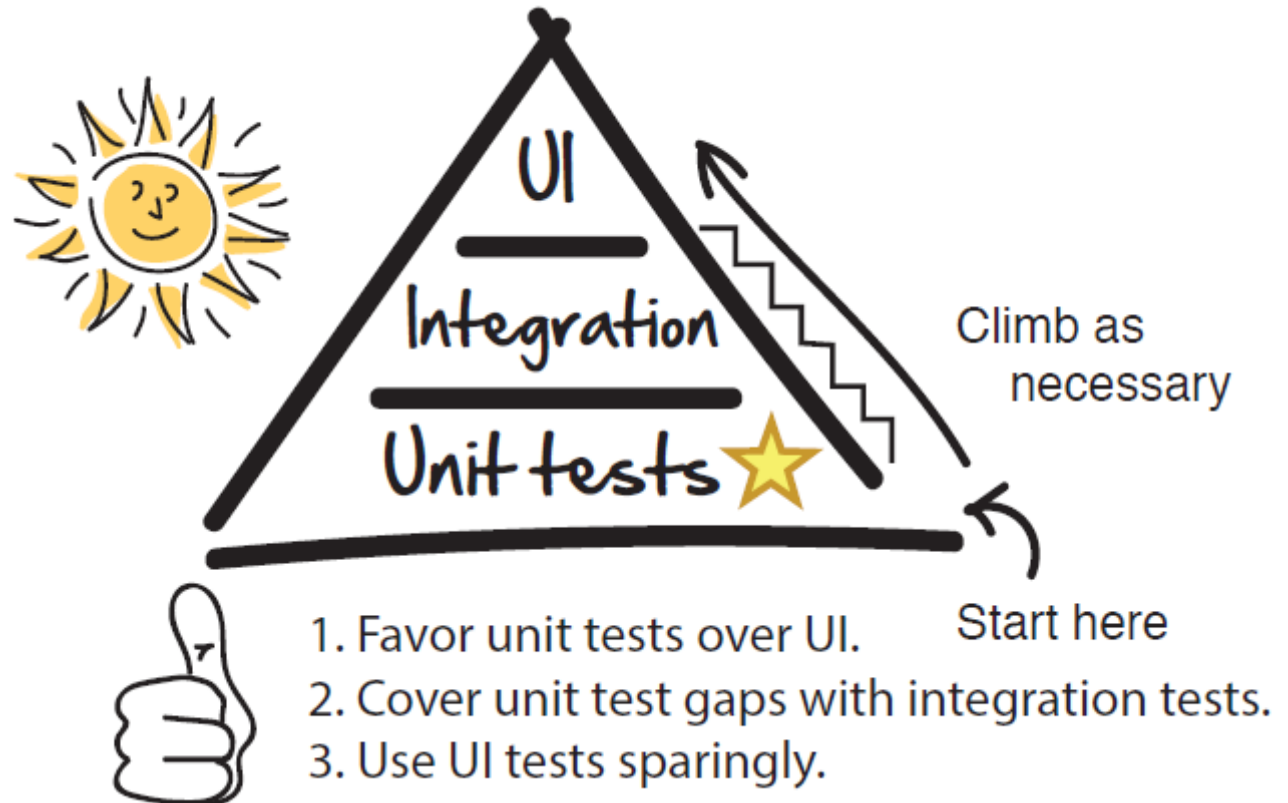 UI
Integration
Unit tests
Climb as
necessary
Start here
1. Favor unit tests over UI.
2. Cover unit test gaps with integration tests.
3. Use UI tests sparingly.